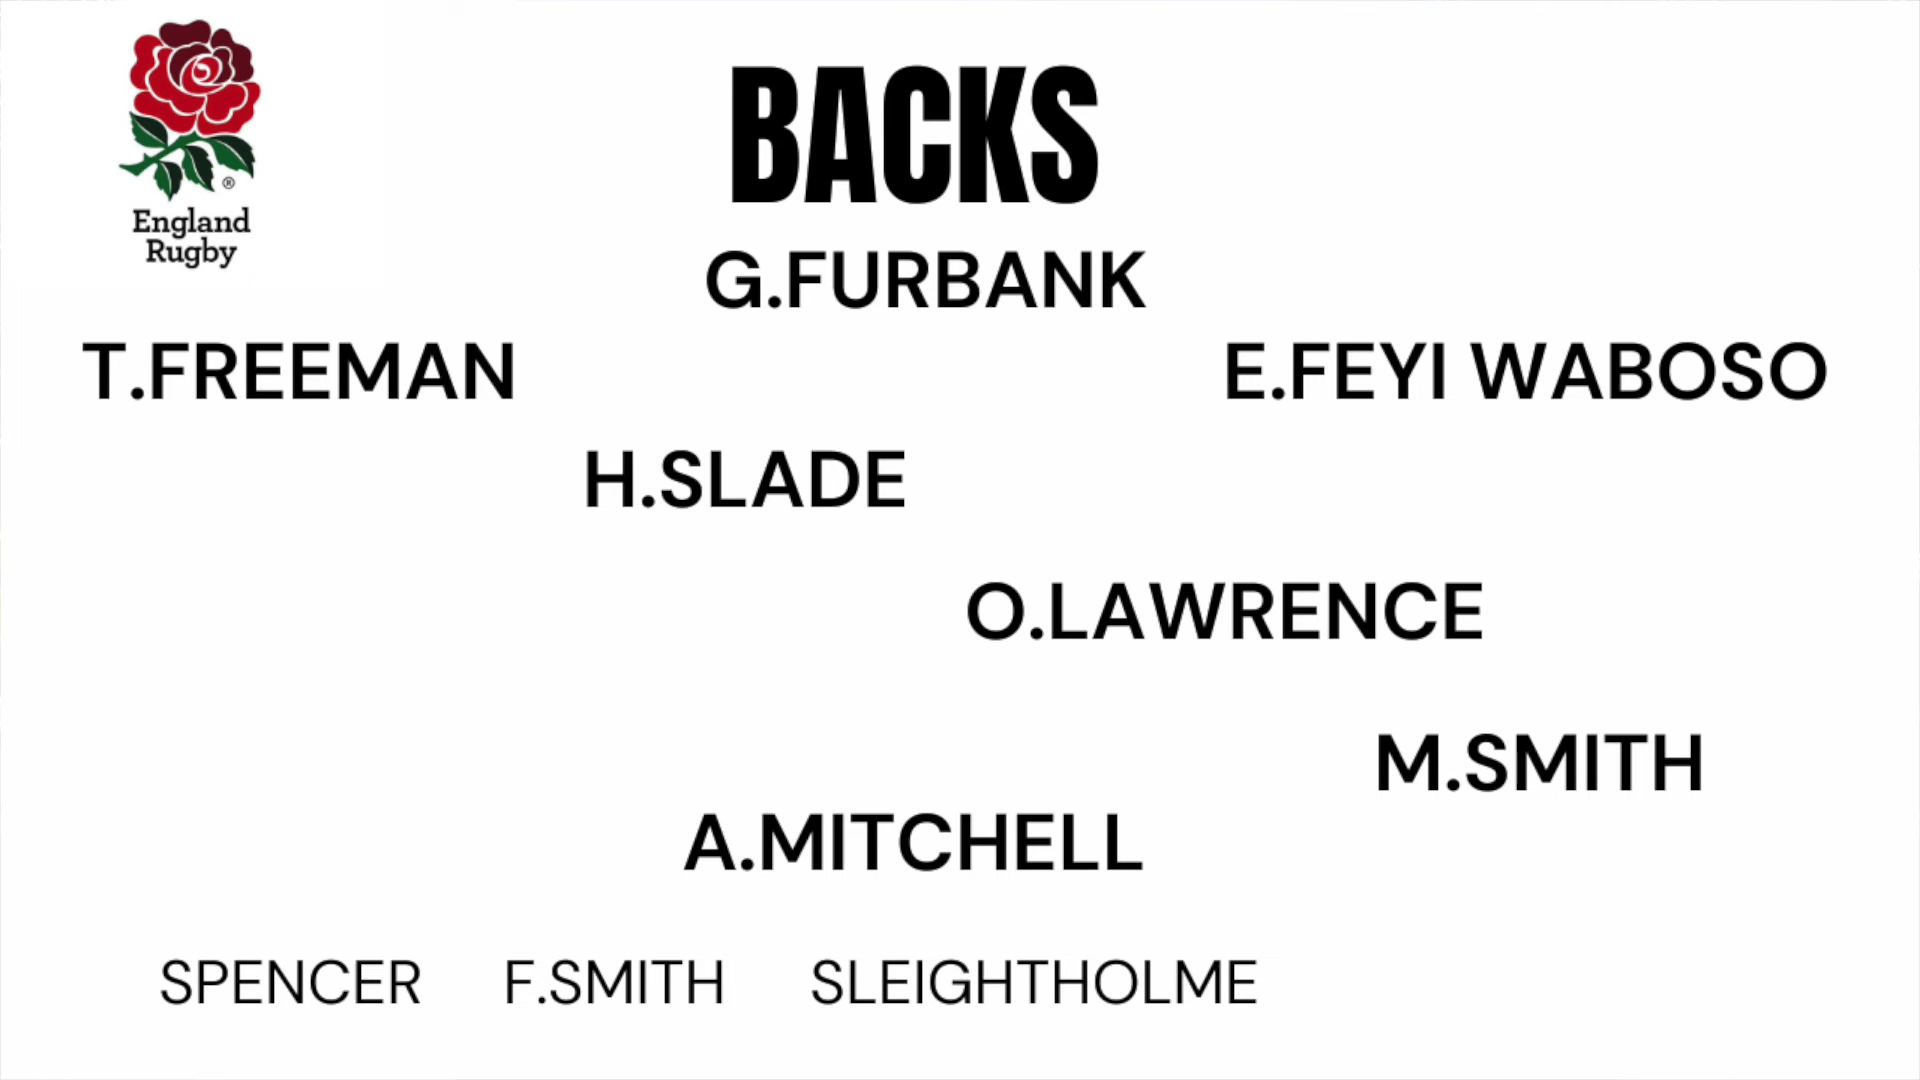 England
Rugby
BACKS
G.FURBANK
T.FREEMAN
E.FEYI WABOSO
H.SLADE
O.LAWRENCE
M.SMITH
A.MITCHELL
SPENCER F.SMITH SLEIGHTHOLME